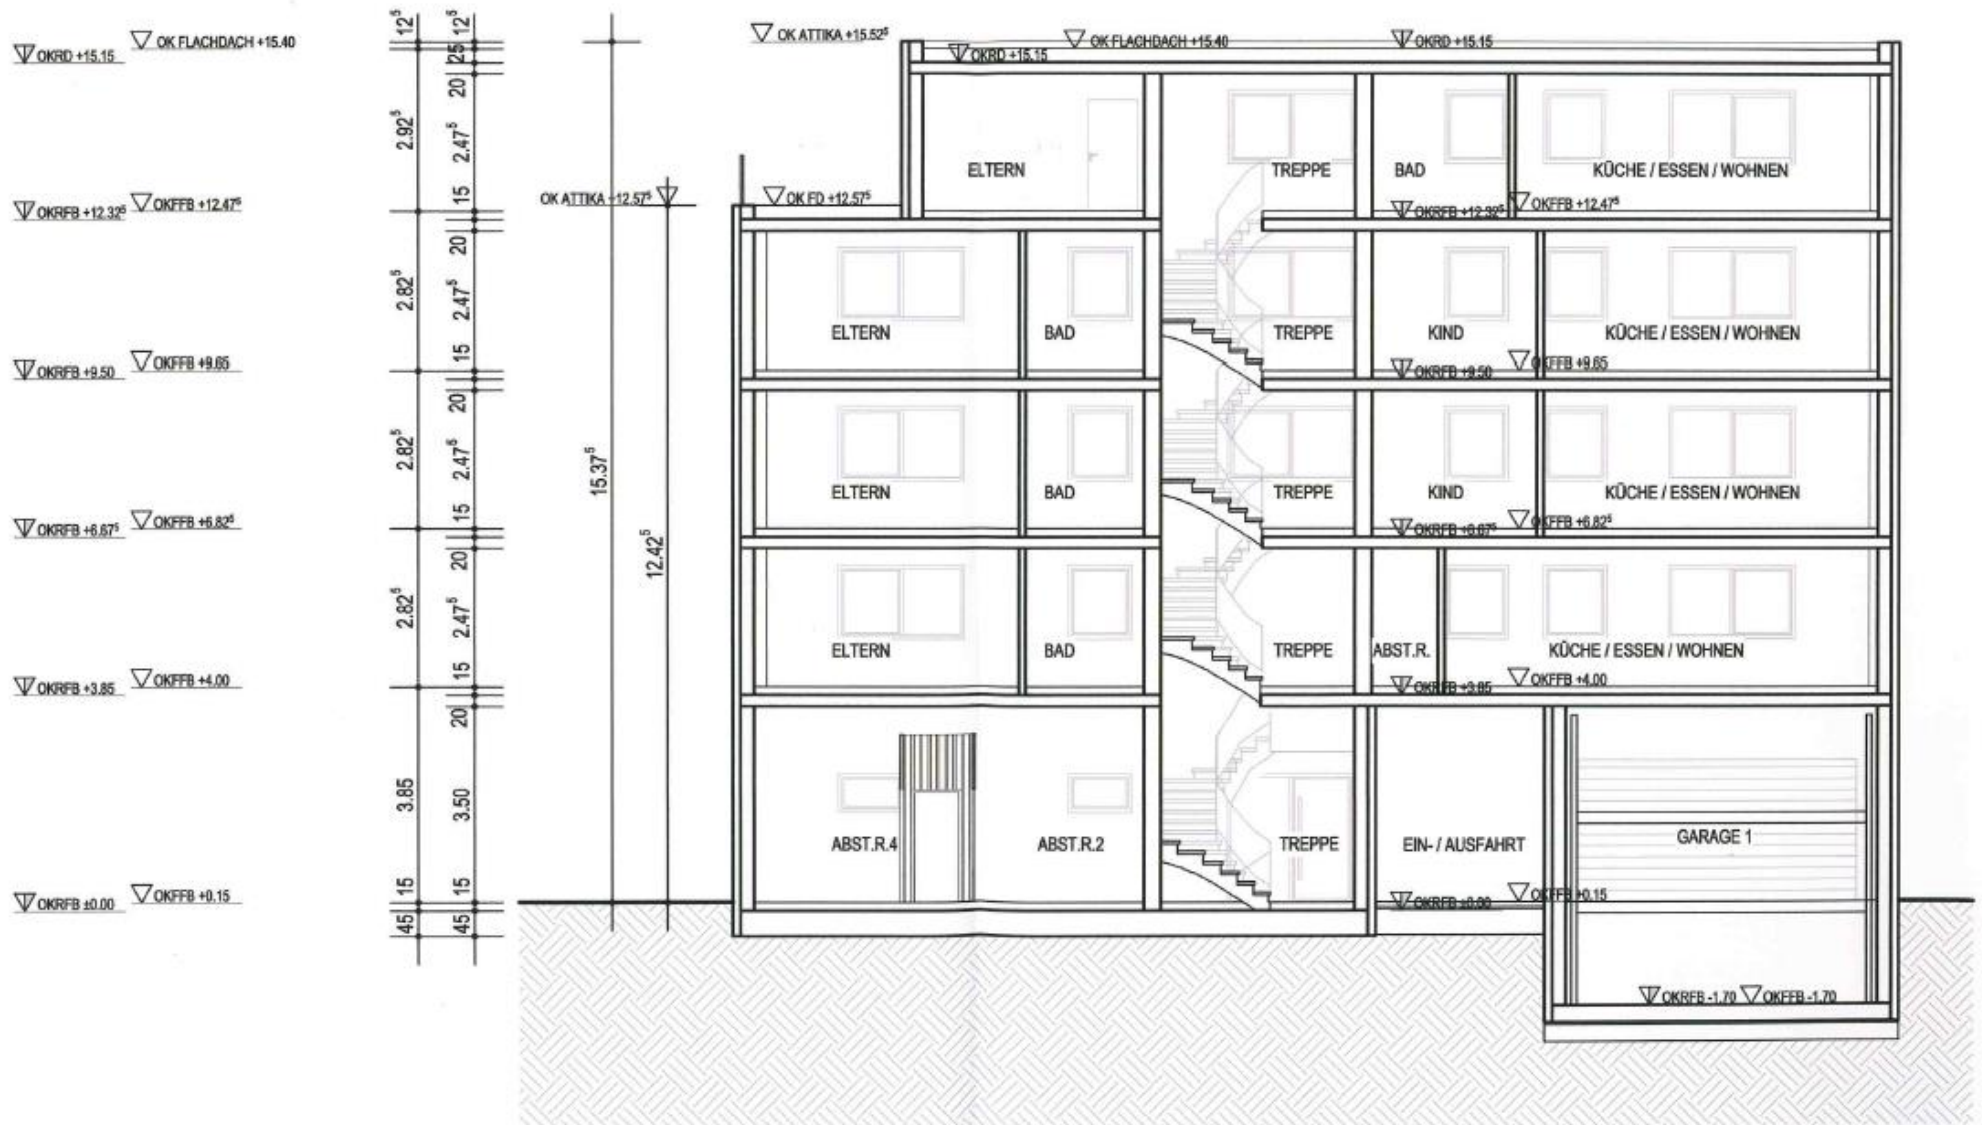 OKRD +15.15
OK FLACHDACH +15.40
12⁵
12⁵
25
20
OK ATTIKA +15.52⁵
OKRD +15.15
OK FLACHDACH +15.40
OKRD +15.15
2.92⁵
2.47⁵
15
ELTERN
TREPPE
BAD
KÜCHE / ESSEN / WOHNEN
OKRFB +12.32⁵
OKFFB +12.47⁵
OK ATTIKA +12.57⁵
OK FD +12.57⁵
OKRFB +12.32⁵
OKFFB +12.47⁵
20
2.82⁵
2.47⁵
15
ELTERN
BAD
TREPPE
KIND
KÜCHE / ESSEN / WOHNEN
OKRFB +9.50
OKFFB +9.65
OKRFB +9.50
OKFFB +9.65
20
2.82⁵
2.47⁵
15
15.37⁵
ELTERN
BAD
TREPPE
KIND
KÜCHE / ESSEN / WOHNEN
OKRFB +6.67⁵
OKFFB +6.82⁵
OKRFB +6.67⁵
OKFFB +6.82⁵
20
2.82⁵
2.47⁵
15
12.42⁵
ELTERN
BAD
TREPPE
ABST.R.
KÜCHE / ESSEN / WOHNEN
OKRFB +3.85
OKFFB +4.00
OKRFB +3.85
OKFFB +4.00
20
3.85
3.50
ABST.R.4
ABST.R.2
TREPPE
EIN- / AUSFAHRT
GARAGE 1
OKRFB ±0.00
OKFFB +0.15
15
15
OKRFB ±0.00
OKFFB +0.15
45
45
OKRFB -1.70
OKFFB -1.70